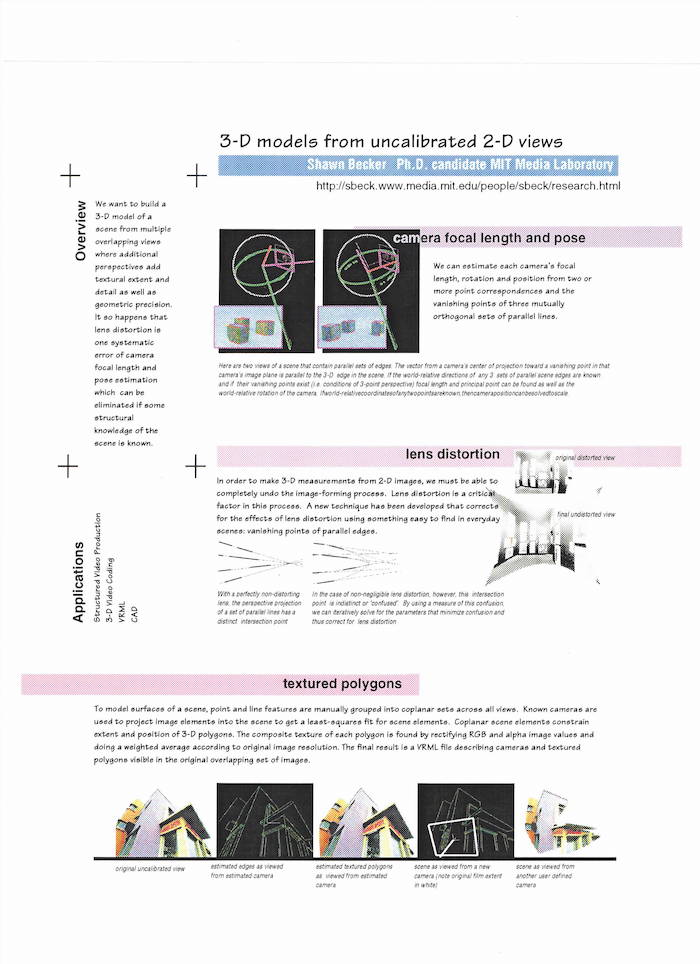 3-D models from uncalibrated 2-D views
Shawn Becker Ph.D. candidate MIT Media Laboratory
http://sbeck.www.media.mit.edu/people/sbeck/research.html
Overview
We want to build a
3-D model of a
scene from multiple
overlapping views
where additional
perspectives add
textural extent and
detail as well as
geometric precision.
It so happens that
lens distortion is
one systematic
error of camera
focal length and
pose estimation
which can be
eliminated if some
structural
knowledge of the
scene is known.
Applications
Structured Video Production
3-D Video Coding
VRML
CAD
camera focal length and pose
We can estimate each camera's focal
length, rotation and position from two or
more point correspondences and the
vanishing points of three mutually
orthogonal sets of parallel lines.
Here are two views of a scene that contain parallel sets of edges. The vector from a camera's center of projection toward a vanishing point in that
camera's image plane is parallel to the 3-D edge in the scene. If the world-relative directions of any 3 sets of parallel scene edges are known
and if their vanishing points exist (i.e. conditions of 3-point perspective) focal length and principal point can be found as well as the
world-relative rotation of the camera. Ifworld-relativecoordinatesofanytwopointsareknown,thencamerapositioncanberesolvedtoscale.
lens distortion
In order to make 3-D measurements from 2-D images, we must be able to
completely undo the image-forming process. Lens distortion is a critical
factor in this process. A new technique has been developed that corrects
for the effects of lens distortion using something easy to find in everyday
scenes: vanishing points of parallel edges.
original distorted view
final undistorted view
With a perfectly non-distorting
lens, the perspective projection
of a set of parallel lines has a
distinct intersection point
In the case of non-negligible lens distortion, however, this intersection
point is indistinct or 'confused'. By using a measure of this confusion,
we can iteratively solve for the parameters that minimize confusion and
thus correct for lens distortion
textured polygons
To model surfaces of a scene, point and line features are manually grouped into coplanar sets across all views. Known cameras are
used to project image elements into the scene to get a least-squares fit for scene elements. Coplanar scene elements constrain
extent and position of 3-D polygons. The composite texture of each polygon is found by rectifying RGB and alpha image values and
doing a weighted average according to original image resolution. The final result is a VRML file describing cameras and textured
polygons visible in the original overlapping set of images.
original uncalibrated view
estimated edges as viewed
from estimated camera
estimated textured polygons
as viewed from estimated
camera
scene as viewed from a new
camera (note original film extent
in white)
scene as viewed from
another user defined
camera